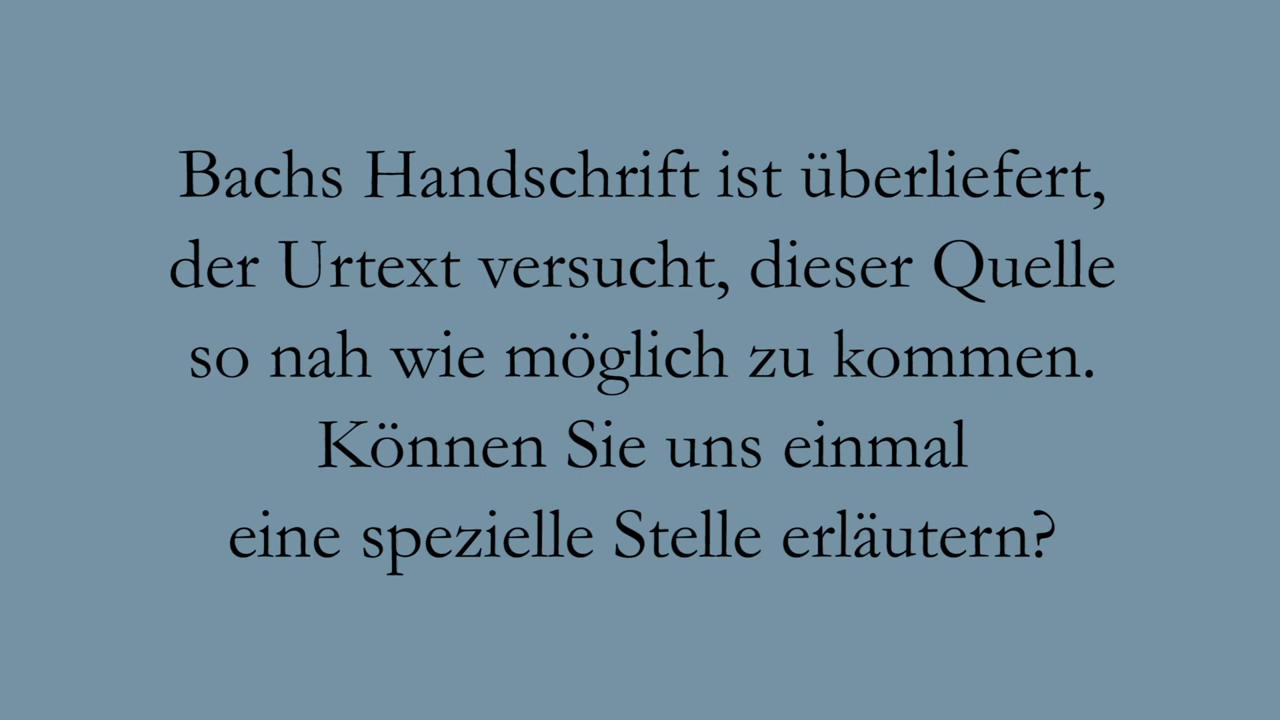 Bachs Handschrift ist überliefert,
der Urtext versucht, dieser Quelle
so nah wie möglich zu kommen.
Können Sie uns einmal
eine spezielle Stelle erläutern?